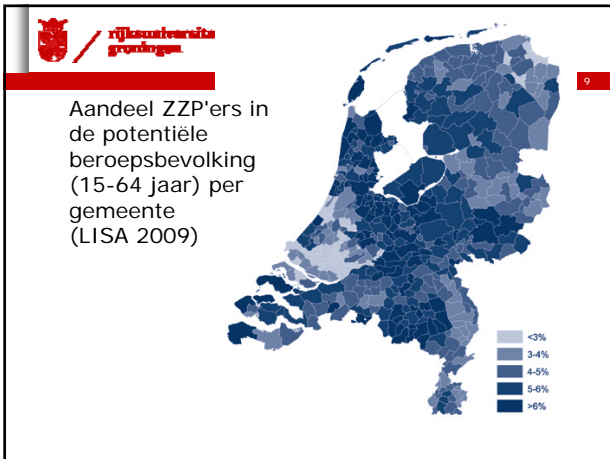 rijksuniversiteit
groningen
9
Aandeel ZZP'ers in
de potentiële
beroepsbevolking
(15-64 jaar) per
gemeente
(LISA 2009)
<3%
3-4%
4-5%
5-6%
>6%